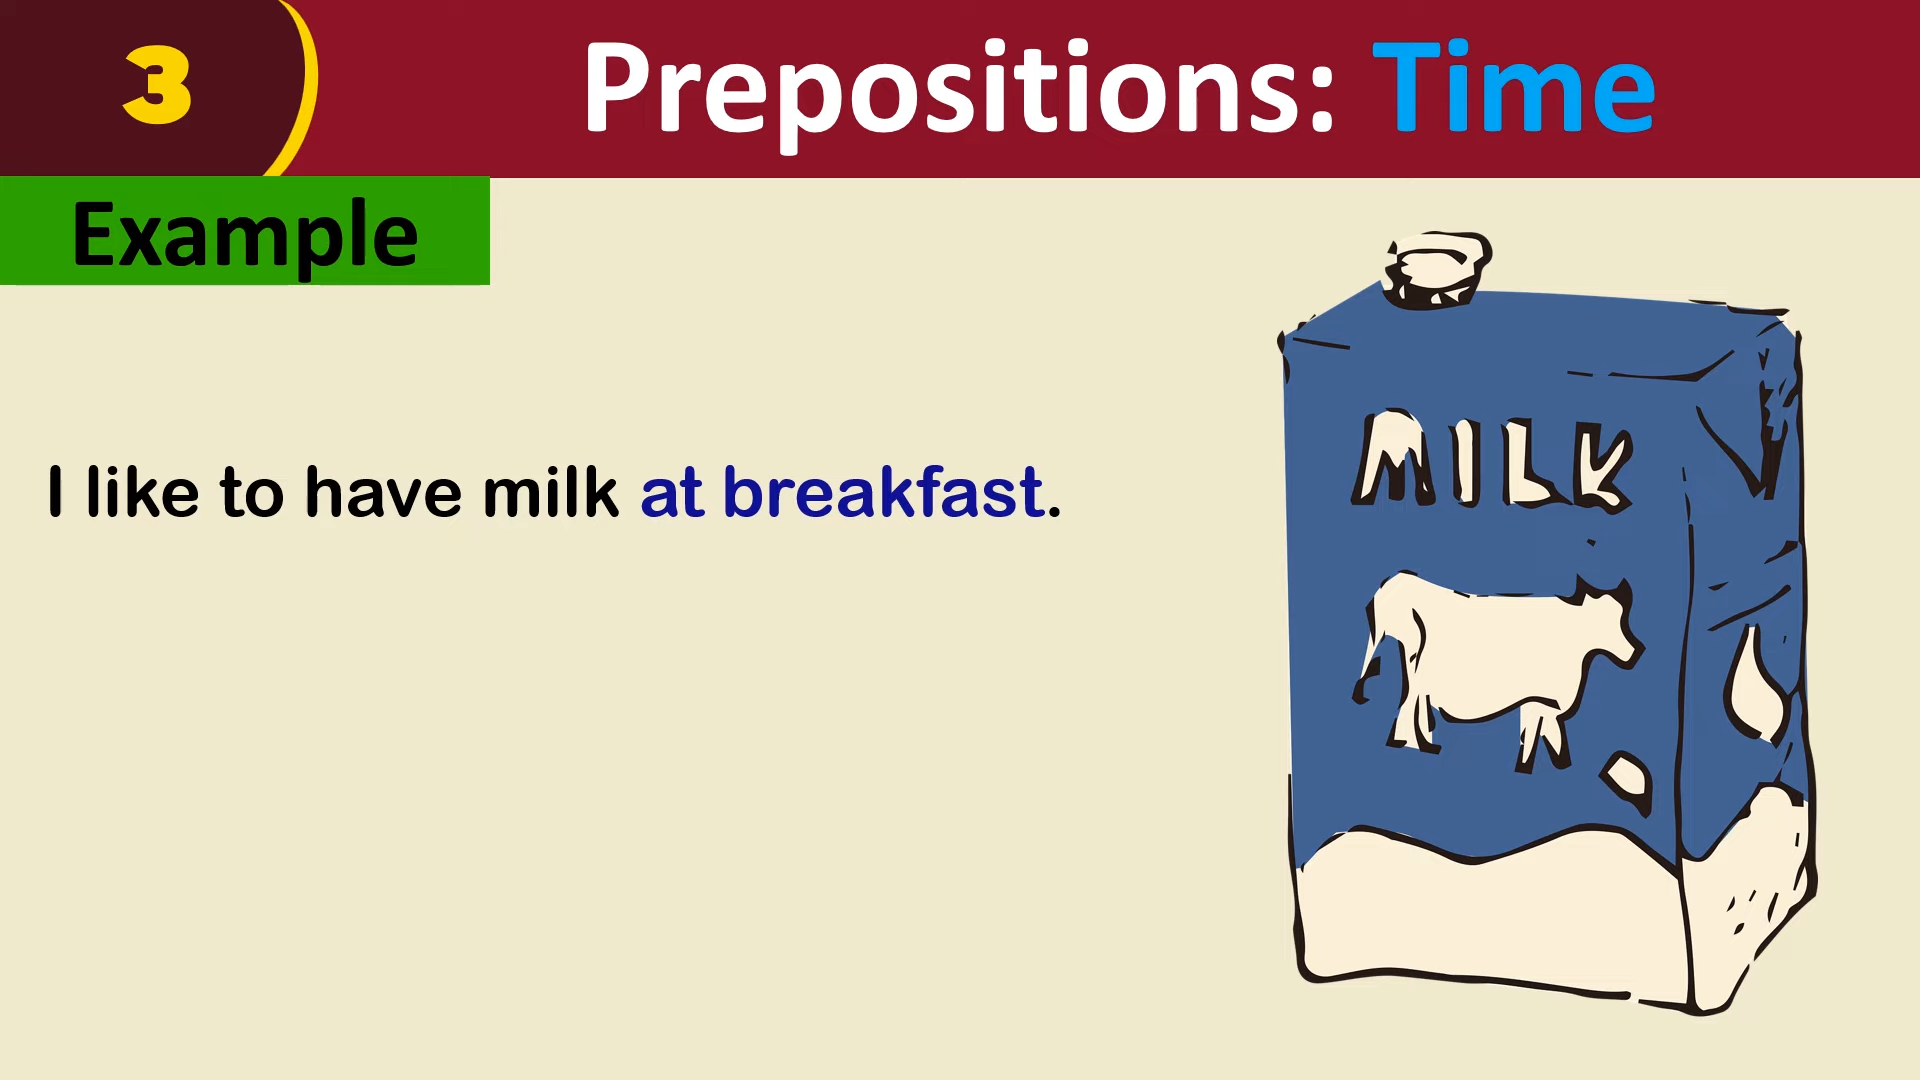 3
Prepositions: Time
Example
I like to have milk at breakfast.
MILK